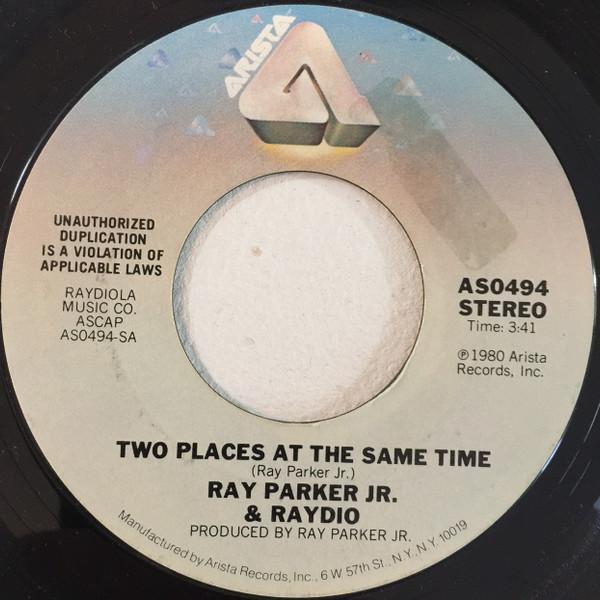 ARISTA
UNAUTHORIZED
DUPLICATION
IS A VIOLATION OF
APPLICABLE LAWS
RAYDIOLA
MUSIC CO.
ASCAP
AS0494-SA
AS0494
STEREO
Time: 3:41
℗1980 Arista
Records, Inc.
TWO PLACES AT THE SAME TIME
(Ray Parker Jr.)
RAY PARKER JR.
& RAYDIO
PRODUCED BY RAY PARKER JR.
Manufactured by Arista Records, Inc., 6 W 57th St., N.Y., N.Y. 10019